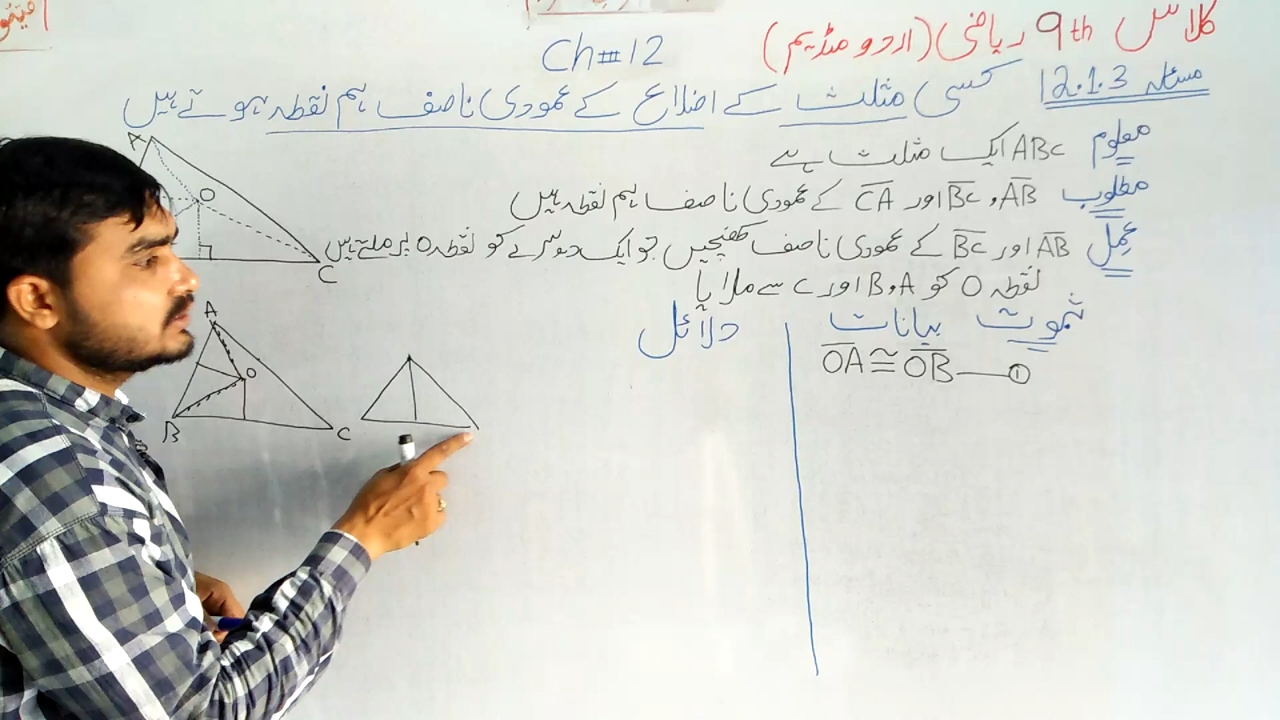 کلاس 9th ریاضی (اردو میڈیم)
Ch#12
مسئلہ 12.1.3 کسی مثلث کے اضلاع کے عمودی ناصف ہم نقطہ ہوتے ہیں
معلوم ABC ایک مثلث ہے
مطلوب AB، BC اور CA کے عمودی ناصف ہم نقطہ ہیں
عمل AB اور BC کے عمودی ناصف کھینچیں جو ایک دوسرے کو نقطہ O پر ملتے ہیں
نقطہ O کو A، B اور C سے ملایا
ثبوت بیانات دلائل
OA ≅ OB — ①
A
O
C
A
O
B
C